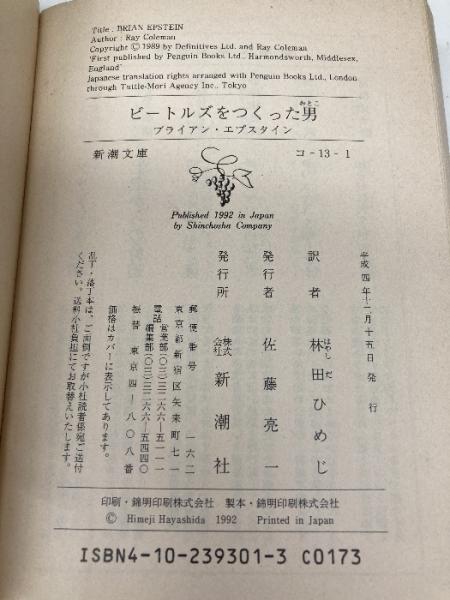 Title : BRIAN EPSTEIN
Author : Ray Coleman
Copyright © 1989 by Definitives Ltd. and Ray Coleman
'First published by Penguin Books Ltd., Harmondsworth, Middlesex,
England'
Japanese translation rights arranged with Penguin Books Ltd., London
through Tuttle-Mori Agency Inc., Tokyo
ビートルズをつくった男
おとこ
ブライアン・エプスタイン
新潮文庫
コ-13-1
Published 1992 in Japan
by Shinchosha Company
平成四年十二月十五日発行
訳者 林田ひめじ
はやしだ
発行者 佐藤亮一
発行所 株式会社 新潮社
郵便番号 一六二
東京都新宿区矢来町七一
電話 営業部(〇三)三二六六-五一一一
編集部(〇三)三二六六-五四四〇
振替 東京四-八〇八番
価格はカバーに表示してあります。
乱丁・落丁本は、ご面倒ですが小社読者係宛ご送付
ください。送料小社負担にてお取替えいたします。
印刷・錦明印刷株式会社 製本・錦明印刷株式会社
© Himeji Hayashida 1992 Printed in Japan
ISBN4-10-239301-3 C0173